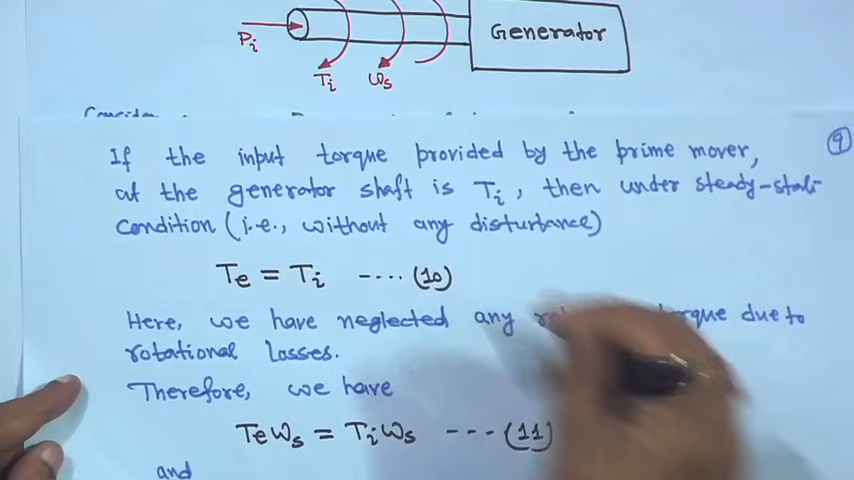 Generator
Pi
Ti ωs
Consider
(9)
If the input torque provided by the prime mover,
at the generator shaft is Ti, then under steady-stat
condition (i.e., without any disturbance)
Te = Ti ---- (10)
Here, we have neglected any torque due to
rotational losses.
Therefore, we have
Teωs = Tiωs --- (11)
and